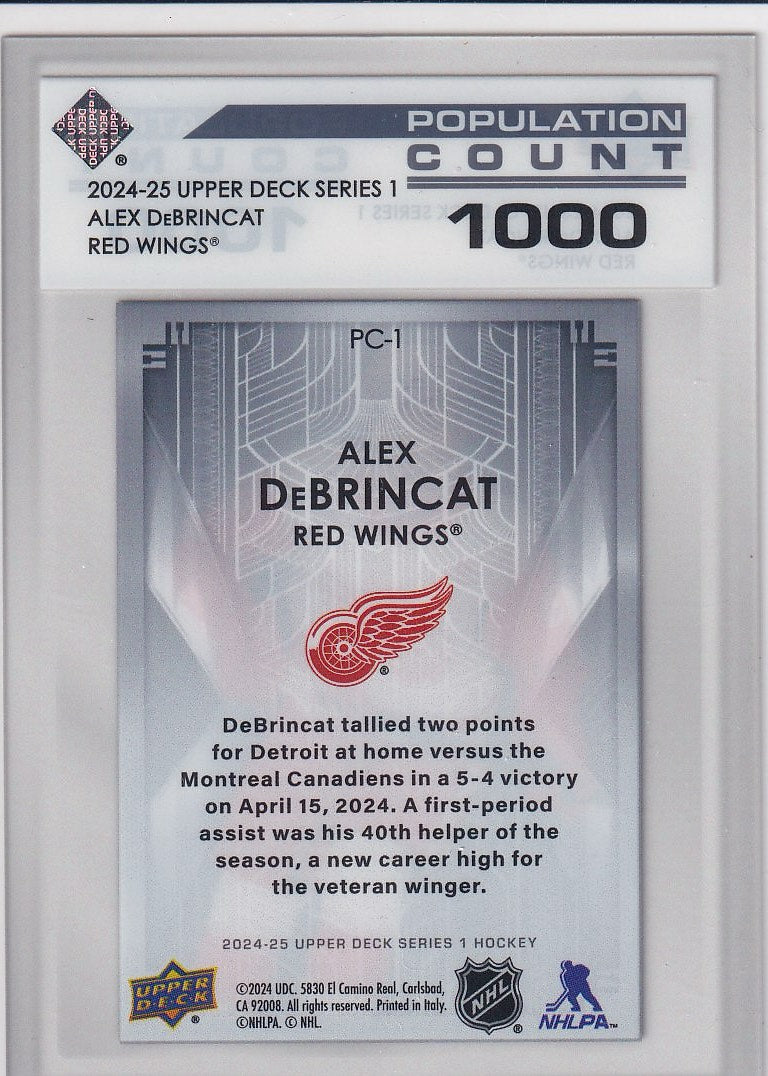 POPULATION
COUNT
2024-25 UPPER DECK SERIES 1
ALEX DeBRINCAT
RED WINGS®
1000
PC-1
ALEX
DeBRINCAT
RED WINGS®
DeBrincat tallied two points
for Detroit at home versus the
Montreal Canadiens in a 5-4 victory
on April 15, 2024. A first-period
assist was his 40th helper of the
season, a new career high for
the veteran winger.
2024-25 UPPER DECK SERIES 1 HOCKEY
UPPER
D·E·C·K
®
©2024 UDC. 5830 El Camino Real, Carlsbad,
CA 92008. All rights reserved. Printed in Italy.
©NHLPA. © NHL.
NHL
®
NHLPA™